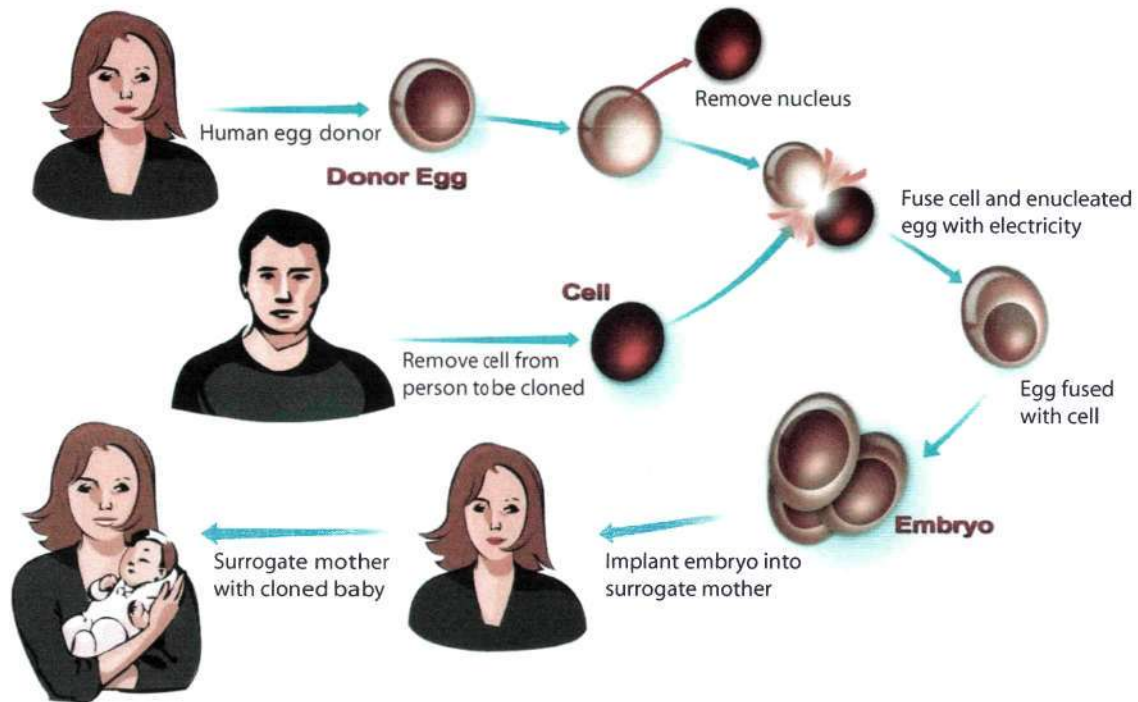 Human egg donor
Donor Egg
Remove nucleus
Fuse cell and enucleated
egg with electricity
Cell
Remove cell from
person to be cloned
Egg fused
with cell
Embryo
Implant embryo into
surrogate mother
Surrogate mother
with cloned baby